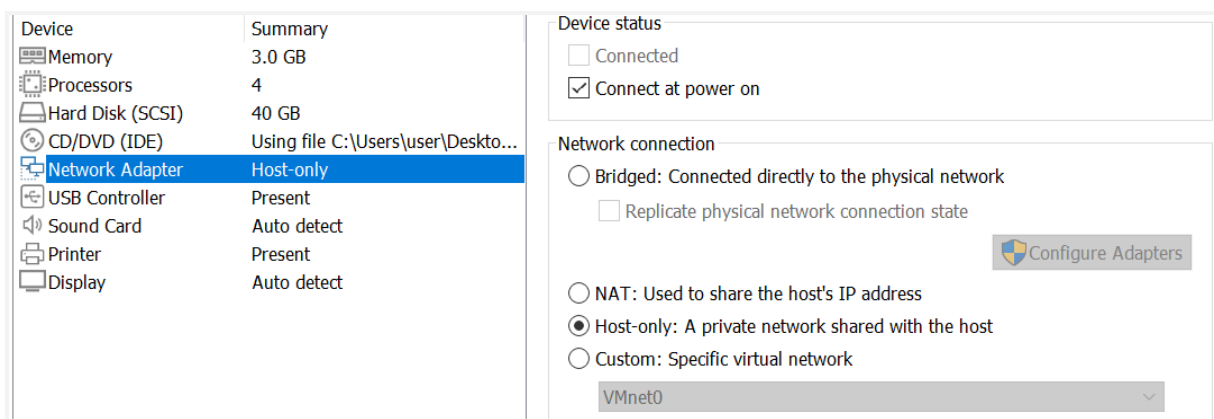 Device Summary
Memory 3.0 GB
Processors 4
Hard Disk (SCSI) 40 GB
CD/DVD (IDE) Using file C:\Users\user\Deskto...
Network Adapter Host-only
USB Controller Present
Sound Card Auto detect
Printer Present
Display Auto detect
Device status
Connected
Connect at power on
Network connection
Bridged: Connected directly to the physical network
Replicate physical network connection state
Configure Adapters
NAT: Used to share the host's IP address
Host-only: A private network shared with the host
Custom: Specific virtual network
VMnet0